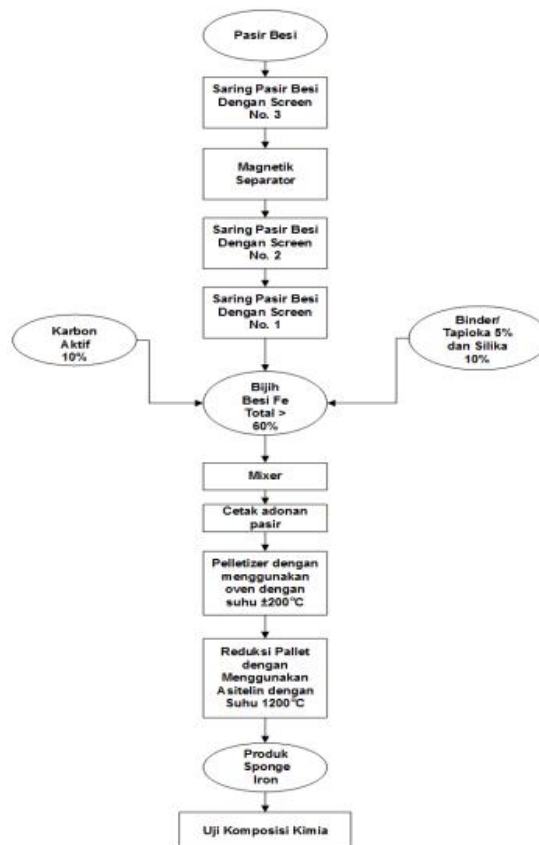 Pasir Besi
Saring Pasir Besi
Dengan Screen
No. 3
Magnetik
Separator
Saring Pasir Besi
Dengan Screen
No. 2
Saring Pasir Besi
Dengan Screen
No. 1
Karbon
Aktif
10%
Binder/
Tapioka 5%
dan Silika
10%
Bijih
Besi Fe
Total >
60%
Mixer
Cetak adonan
pasir
Pelletizer dengan
menggunakan
oven dengan
suhu ±200°C
Reduksi Pallet
dengan
Menggunakan
Asitelin dengan
Suhu 1200°C
Produk
Sponge
Iron
Uji Komposisi Kimia